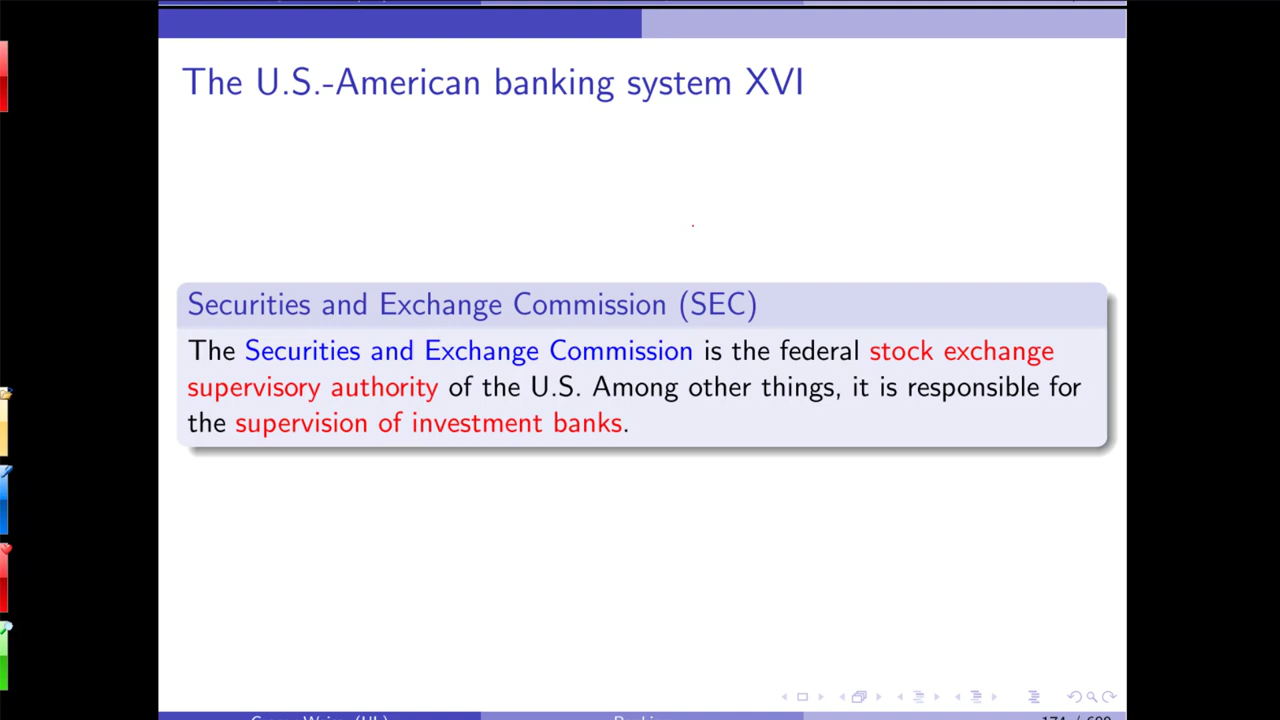 The U.S.-American banking system XVI
Securities and Exchange Commission (SEC)
The Securities and Exchange Commission is the federal stock exchange
supervisory authority of the U.S. Among other things, it is responsible for
the supervision of investment banks.